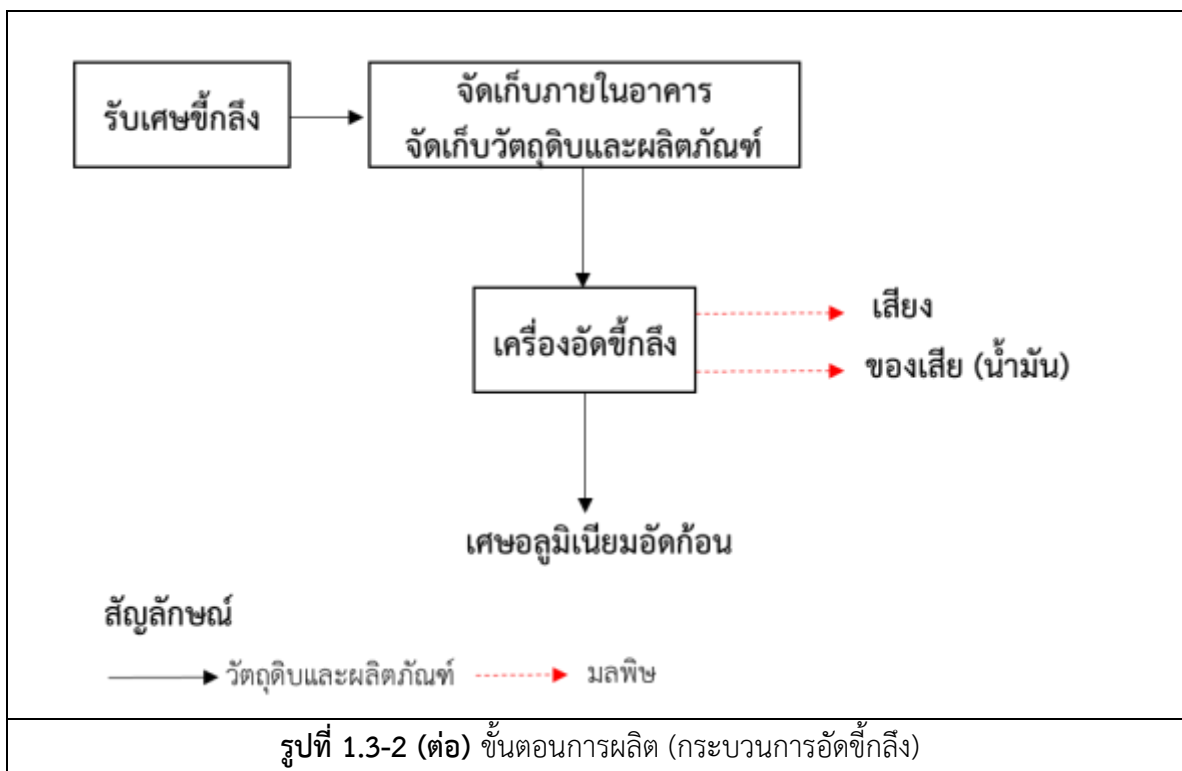 รับเศษขี้กลึง
จัดเก็บภายในอาคาร
จัดเก็บวัตถุดิบและผลิตภัณฑ์
เครื่องอัดขี้กลึง
เสียง
ของเสีย (น้ำมัน)
เศษอลูมิเนียมอัดก้อน
สัญลักษณ์
วัตถุดิบและผลิตภัณฑ์ มลพิษ
รูปที่ 1.3-2 (ต่อ) ขั้นตอนการผลิต (กระบวนการอัดขี้กลึง)